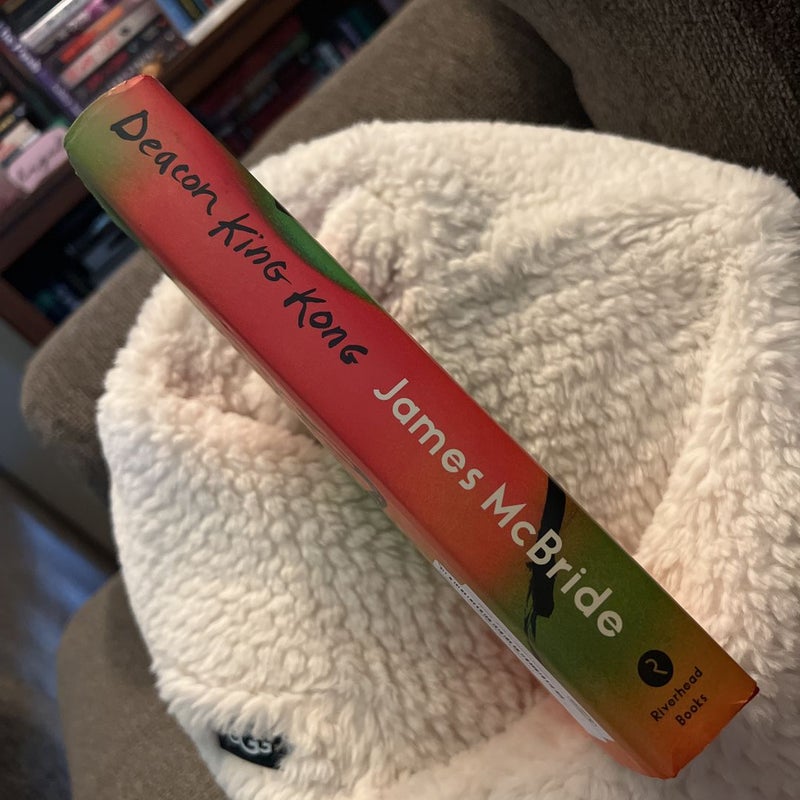 Deacon King Kong
James McBride
Riverhead
Books